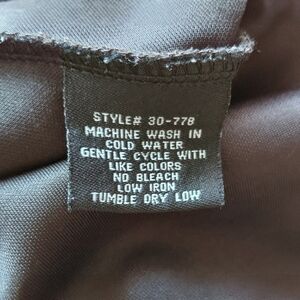 STYLE# 30-778
MACHINE WASH IN
COLD WATER
GENTLE CYCLE WITH
LIKE COLORS
NO BLEACH
LOW IRON
TUMBLE DRY LOW